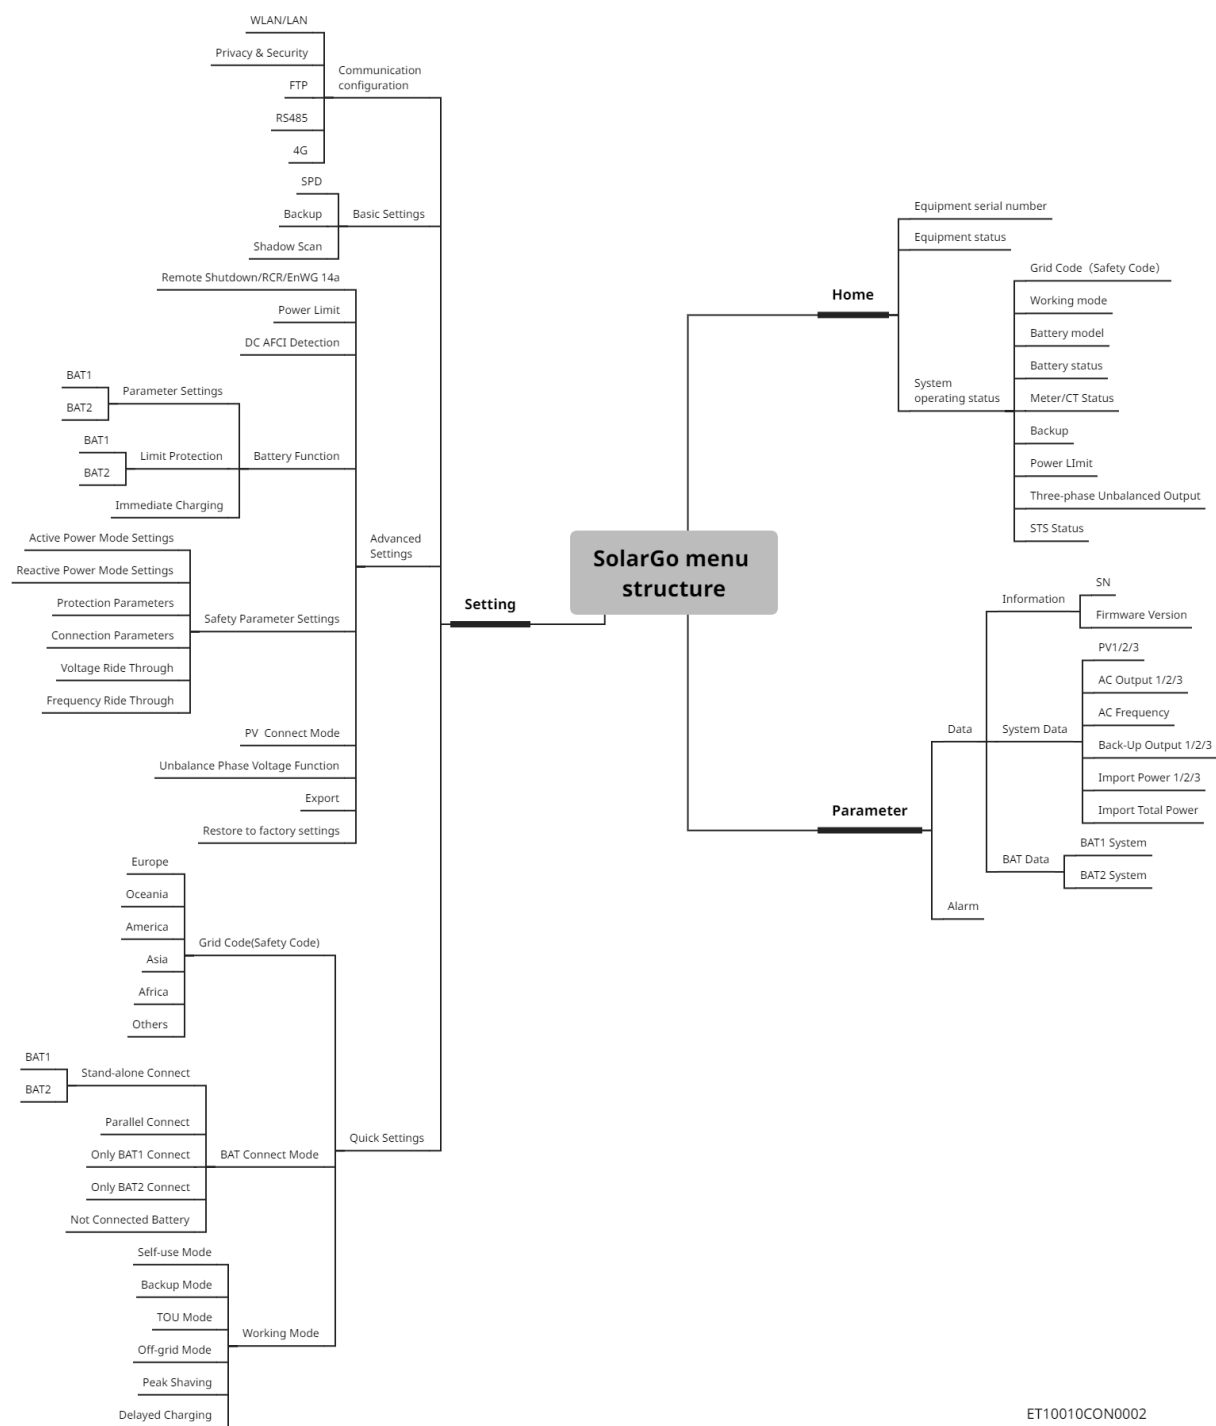 WLAN/LAN
Privacy & Security
FTP
RS485
4G
Communication
configuration
SPD
Backup
Shadow Scan
Basic Settings
Remote Shutdown/RCR/EnWG 14a
Power Limit
DC AFCI Detection
BAT1
BAT2
Parameter Settings
BAT1
BAT2
Limit Protection
Immediate Charging
Battery Function
Active Power Mode Settings
Reactive Power Mode Settings
Protection Parameters
Connection Parameters
Voltage Ride Through
Frequency Ride Through
Safety Parameter Settings
PV Connect Mode
Unbalance Phase Voltage Function
Export
Restore to factory settings
Advanced
Settings
Europe
Oceania
America
Asia
Africa
Others
Grid Code(Safety Code)
BAT1
BAT2
Stand-alone Connect
Parallel Connect
Only BAT1 Connect
Only BAT2 Connect
Not Connected Battery
BAT Connect Mode
Self-use Mode
Backup Mode
TOU Mode
Off-grid Mode
Peak Shaving
Delayed Charging
Working Mode
Quick Settings
Setting
SolarGo menu
structure
Home
Equipment serial number
Equipment status
System
operating status
Grid Code（Safety Code）
Working mode
Battery model
Battery status
Meter/CT Status
Backup
Power LImit
Three-phase Unbalanced Output
STS Status
Parameter
Data
Information
SN
Firmware Version
System Data
PV1/2/3
AC Output 1/2/3
AC Frequency
Back-Up Output 1/2/3
Import Power 1/2/3
Import Total Power
BAT Data
BAT1 System
BAT2 System
Alarm
ET10010CON0002